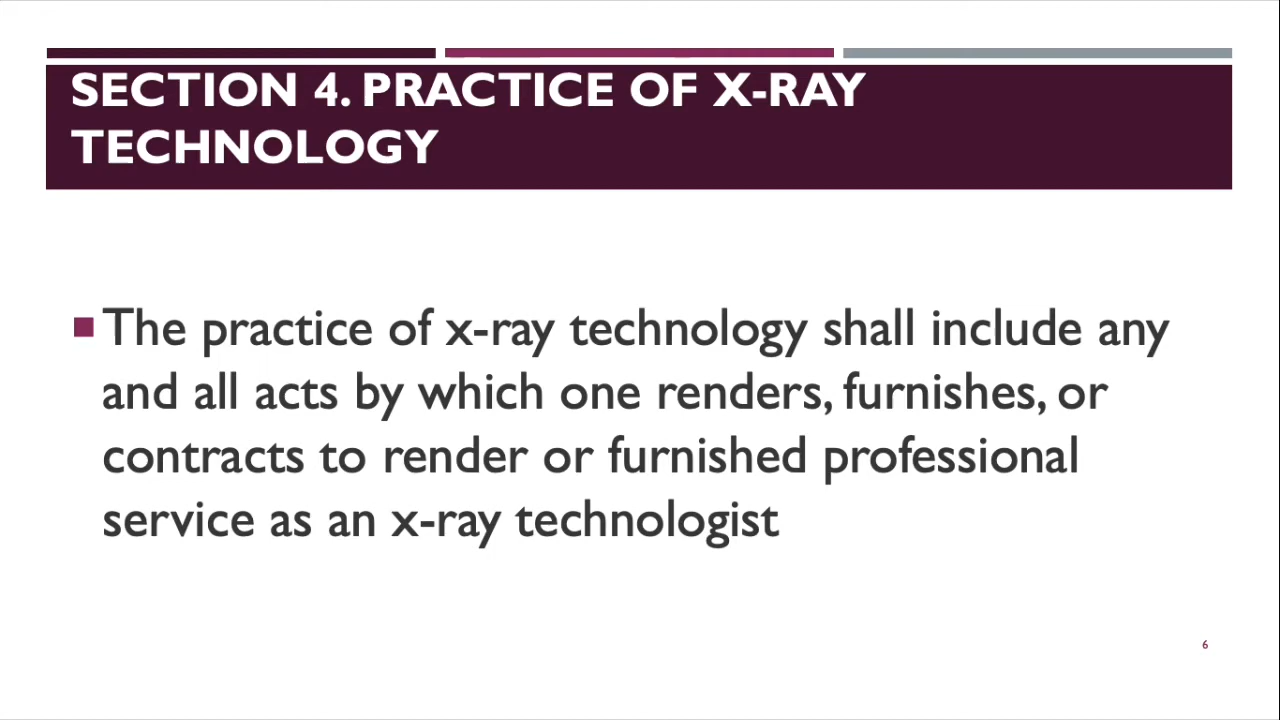 SECTION 4. PRACTICE OF X-RAY
TECHNOLOGY
The practice of x-ray technology shall include any
and all acts by which one renders, furnishes, or
contracts to render or furnished professional
service as an x-ray technologist
6